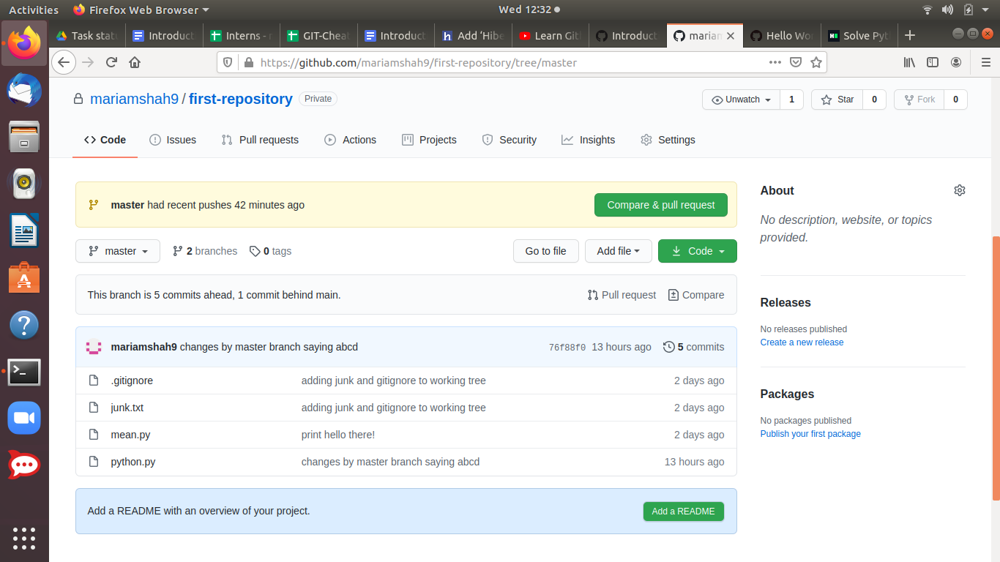 Activities Firefox Web Browser Wed 12:32
Task stat Introduct Interns - r GIT-Chea Introduct Add 'Hibe Learn Git Introduct mariam Hello Wo Solve Pyt
https://github.com/mariamshah9/first-repository/tree/master
mariamshah9 / first-repository Private Unwatch 1 Star 0 Fork 0
Code Issues Pull requests Actions Projects Security Insights Settings
master had recent pushes 42 minutes ago Compare & pull request
master 2 branches 0 tags Go to file Add file Code
This branch is 5 commits ahead, 1 commit behind main. Pull request Compare
mariamshah9 changes by master branch saying abcd 76f88f0 13 hours ago 5 commits
.gitignore adding junk and gitignore to working tree 2 days ago
junk.txt adding junk and gitignore to working tree 2 days ago
mean.py print hello there! 2 days ago
python.py changes by master branch saying abcd 13 hours ago
Add a README with an overview of your project. Add a README
About
No description, website, or topics
provided.
Releases
No releases published
Create a new release
Packages
No packages published
Publish your first package